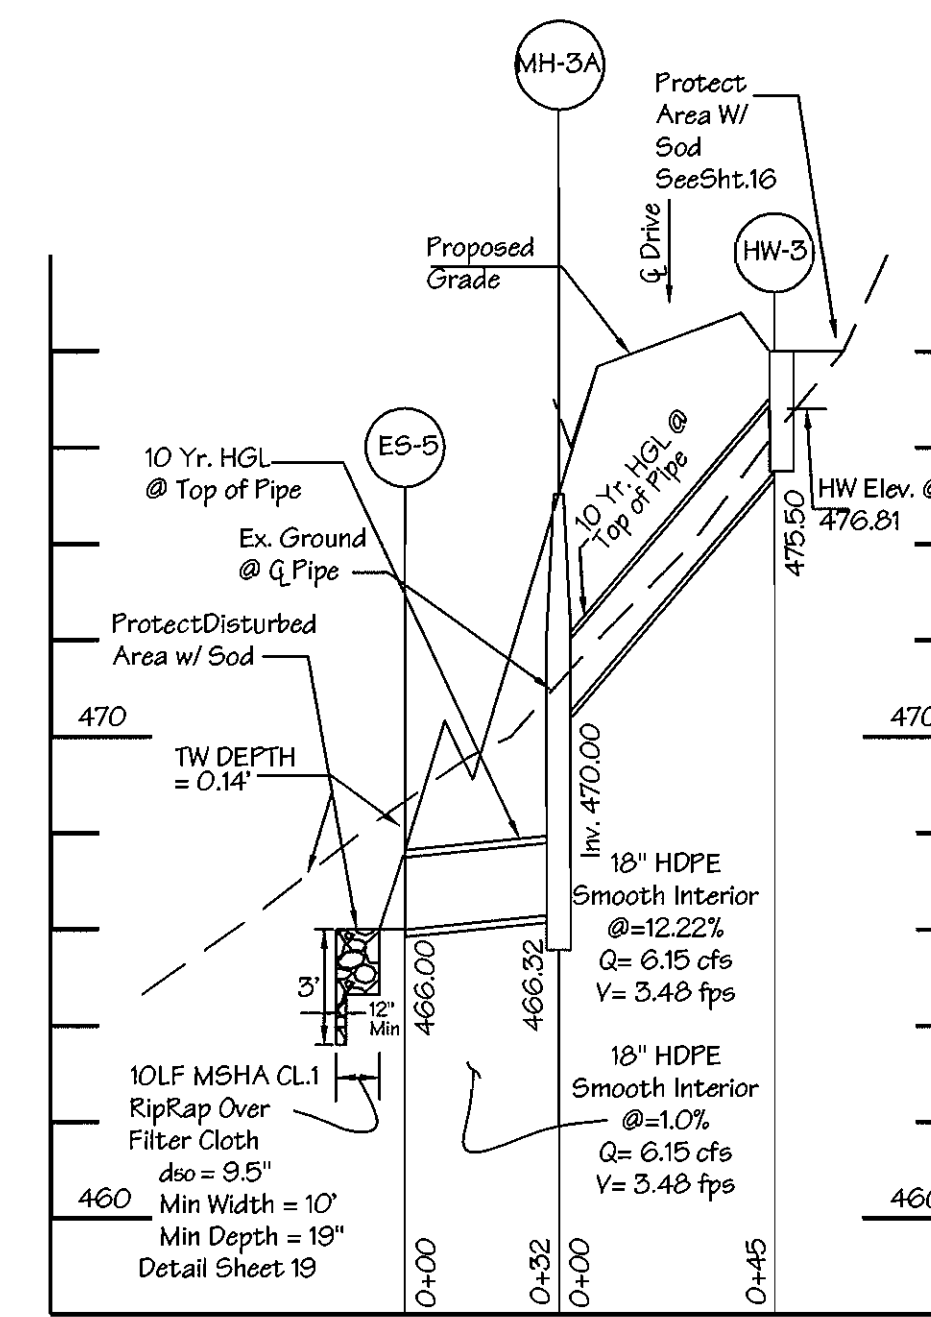 MH-3A
Protect
Area W/
Sod
SeeSht.16
℄ Drive
HW-3
Proposed
Grade
ES-5
10 Yr. HGL
@ Top of Pipe
10 Yr. HGL @
Top of Pipe
HW Elev. @
476.81
475.50
Ex. Ground
@ ℄ Pipe
ProtectDisturbed
Area w/ Sod
470
470
TW DEPTH
= 0.14'
Inv. 470.00
18" HDPE
Smooth Interior
@=12.22%
Q= 6.15 cfs
V= 3.48 fps
466.00
466.32
3'
12"
Min
18" HDPE
Smooth Interior
@=1.0%
Q= 6.15 cfs
V= 3.48 fps
10LF MSHA CL.1
RipRap Over
Filter Cloth
d50 = 9.5"
Min Width = 10'
Min Depth = 19"
Detail Sheet 19
460
0+00
0+32
0+00
0+45